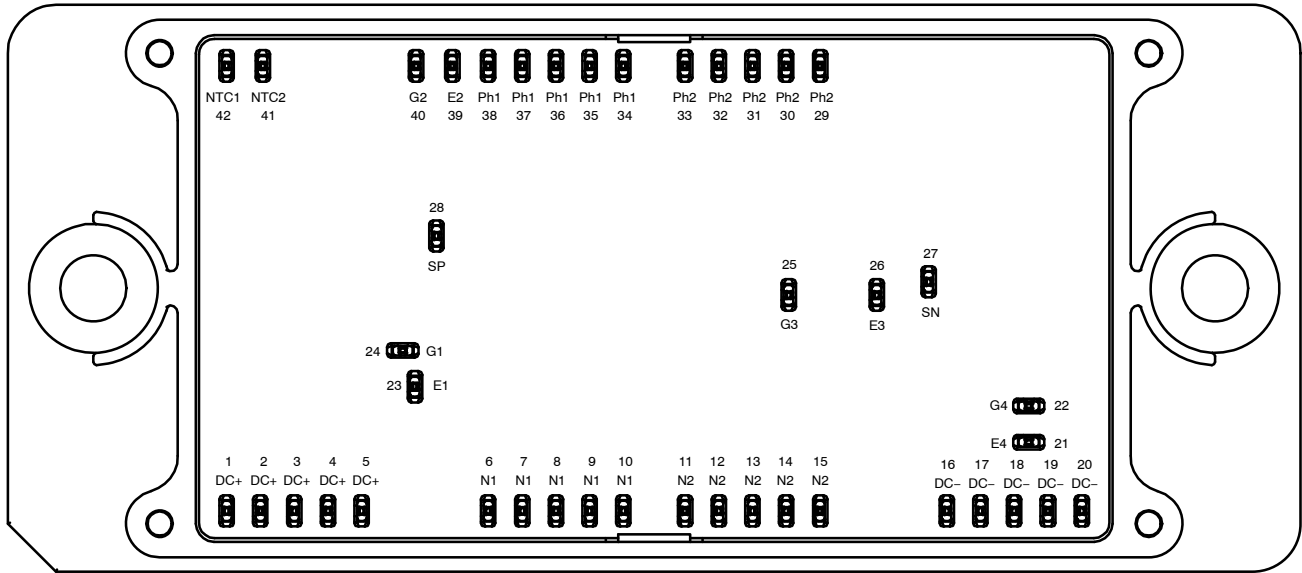 NTC1 NTC2 G2 E2 Ph1 Ph1 Ph1 Ph1 Ph1 Ph2 Ph2 Ph2 Ph2 Ph2
42 41 40 39 38 37 36 35 34 33 32 31 30 29
28
SP
27
SN
25
G3
26
E3
24 G1
23 E1
G4 22
E4 21
1 2 3 4 5 6 7 8 9 10 11 12 13 14 15 16 17 18 19 20
DC+ DC+ DC+ DC+ DC+ N1 N1 N1 N1 N1 N2 N2 N2 N2 N2 DC− DC− DC− DC− DC−